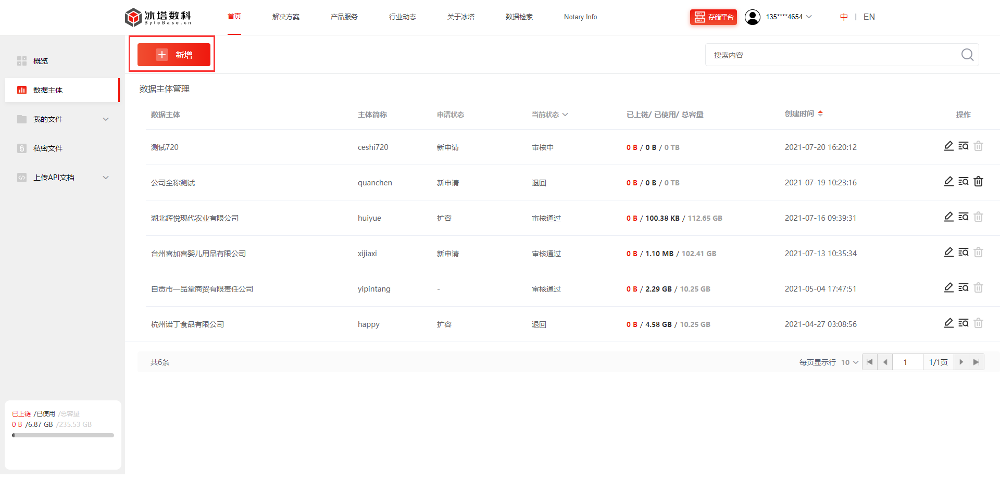 冰塔数科
ByteBase.cn
首页 解决方案 产品服务 行业动态 关于冰塔 数据检索 Notary Info
存储平台 135****4654 中 | EN
概览
数据主体
我的文件
私密文件
上传API文档
新增
搜索内容
数据主体管理
数据主体 主体简称 申请状态 当前状态 已上链/ 已使用/ 总容量 创建时间 操作
测试720 ceshi720 新申请 审核中 0 B / 0 B / 0 TB 2021-07-20 16:20:12
公司全称测试 quanchen 新申请 退回 0 B / 0 B / 0 TB 2021-07-19 10:23:16
湖北辉悦现代农业有限公司 huiyue 扩容 审核通过 0 B / 100.38 KB / 112.65 GB 2021-07-16 09:39:31
台州喜加喜婴儿用品有限公司 xijiaxi 新申请 审核通过 0 B / 1.10 MB / 102.41 GB 2021-07-13 10:35:34
自贡市一品堂商贸有限责任公司 yipintang - 审核通过 0 B / 2.29 GB / 10.25 GB 2021-05-04 17:47:51
杭州诺丁食品有限公司 happy 扩容 退回 0 B / 4.58 GB / 10.25 GB 2021-04-27 03:08:56
共6条 每页显示行 10 1 1/1页
已上链 /已使用 /总容量
0 B /6.87 GB /235.53 GB